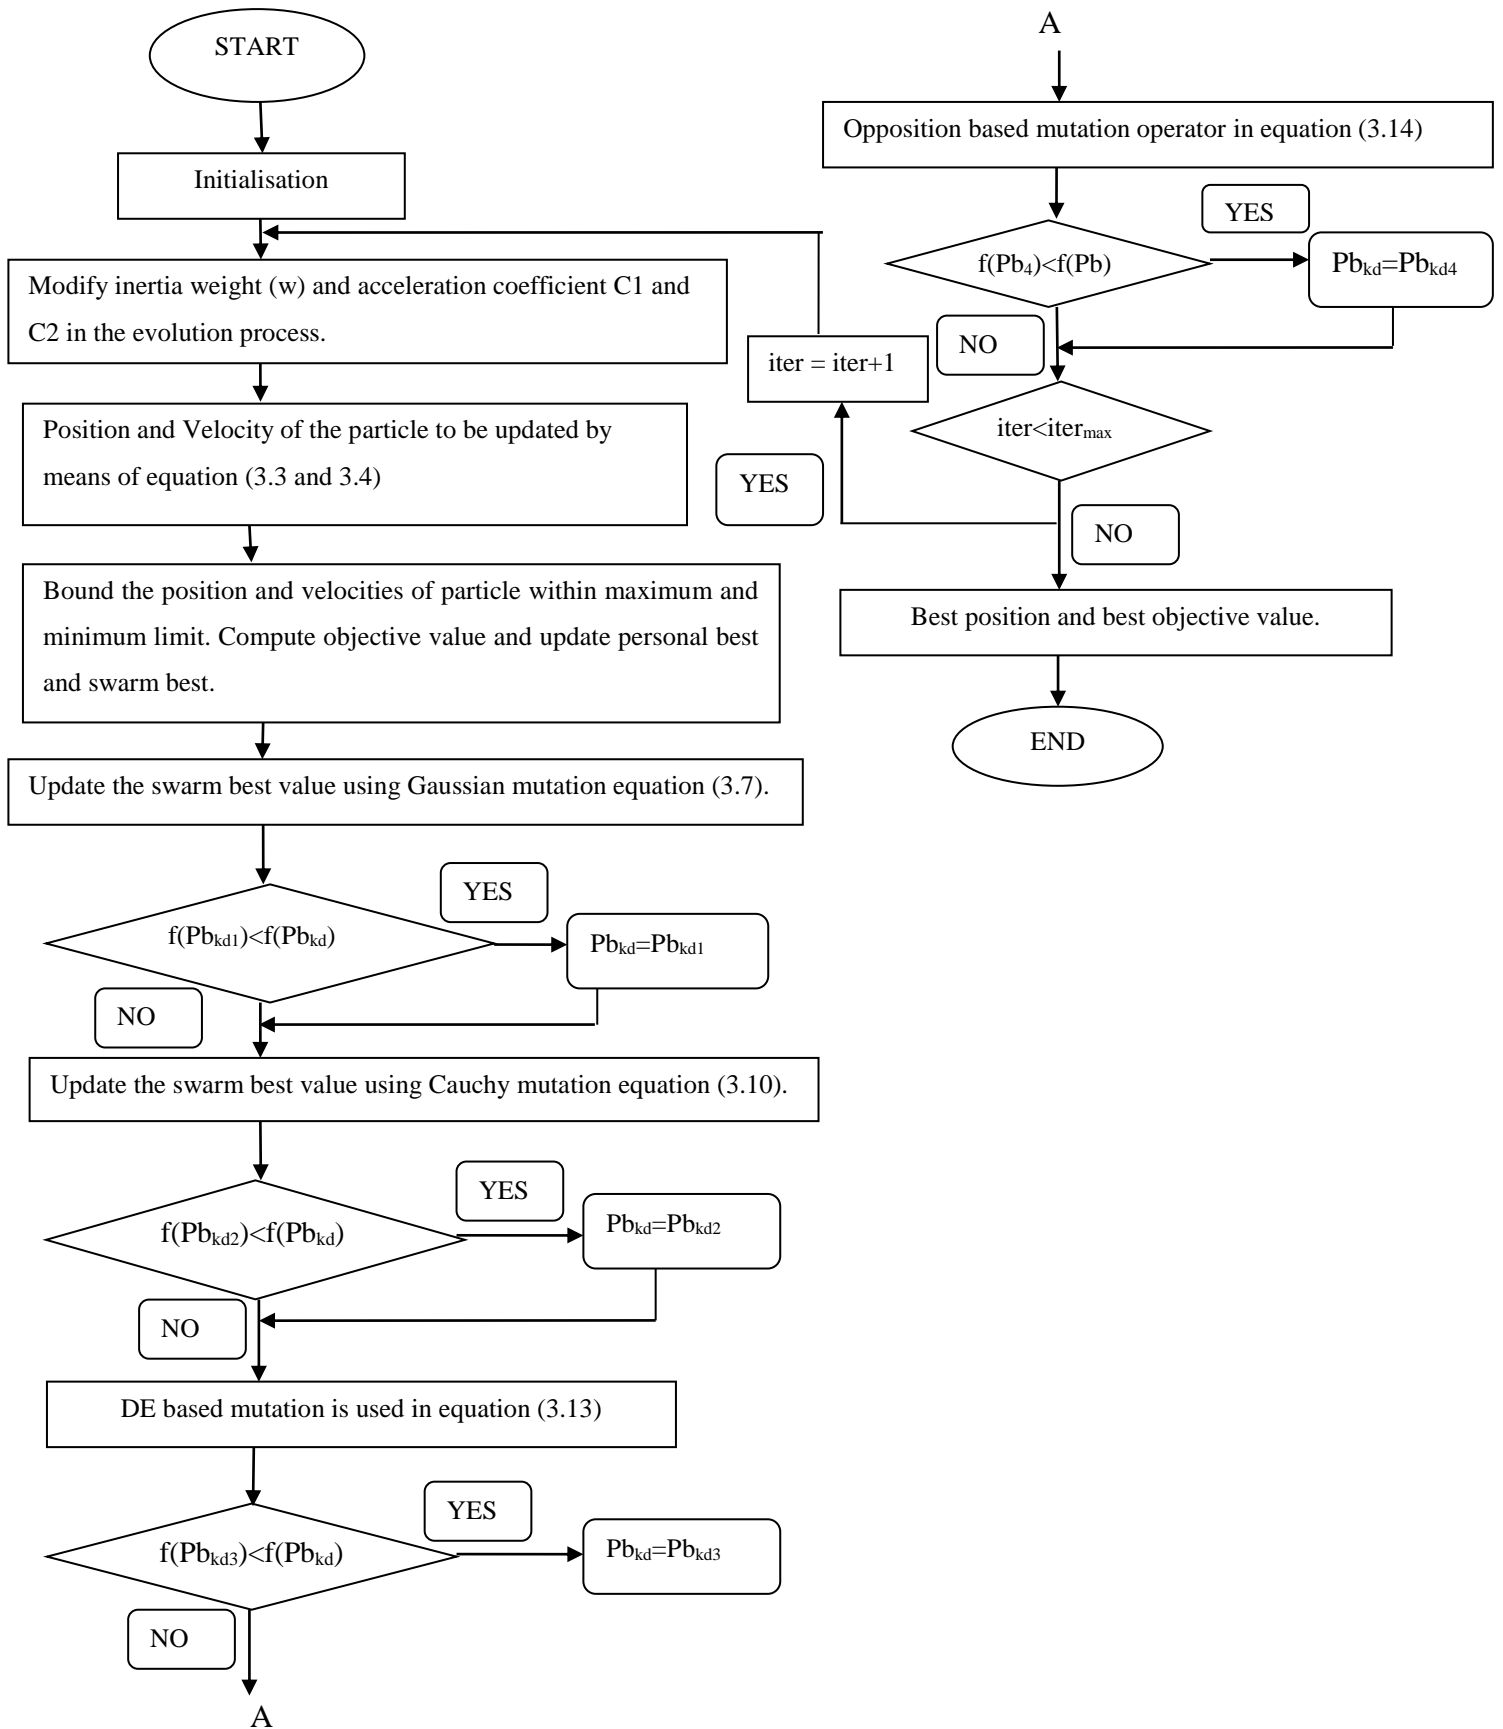 START
Initialisation
Modify inertia weight (w) and acceleration coefficient C1 and
C2 in the evolution process.
Position and Velocity of the particle to be updated by
means of equation (3.3 and 3.4)
Bound the position and velocities of particle within maximum and
minimum limit. Compute objective value and update personal best
and swarm best.
Update the swarm best value using Gaussian mutation equation (3.7).
YES
f(Pbkd1)<f(Pbkd)
Pbkd=Pbkd1
NO
Update the swarm best value using Cauchy mutation equation (3.10).
YES
f(Pbkd2)<f(Pbkd)
Pbkd=Pbkd2
NO
DE based mutation is used in equation (3.13)
YES
f(Pbkd3)<f(Pbkd)
Pbkd=Pbkd3
NO
A
A
Opposition based mutation operator in equation (3.14)
YES
f(Pb4)<f(Pb)
Pbkd=Pbkd4
NO
iter = iter+1
iter<itermax
YES
NO
Best position and best objective value.
END